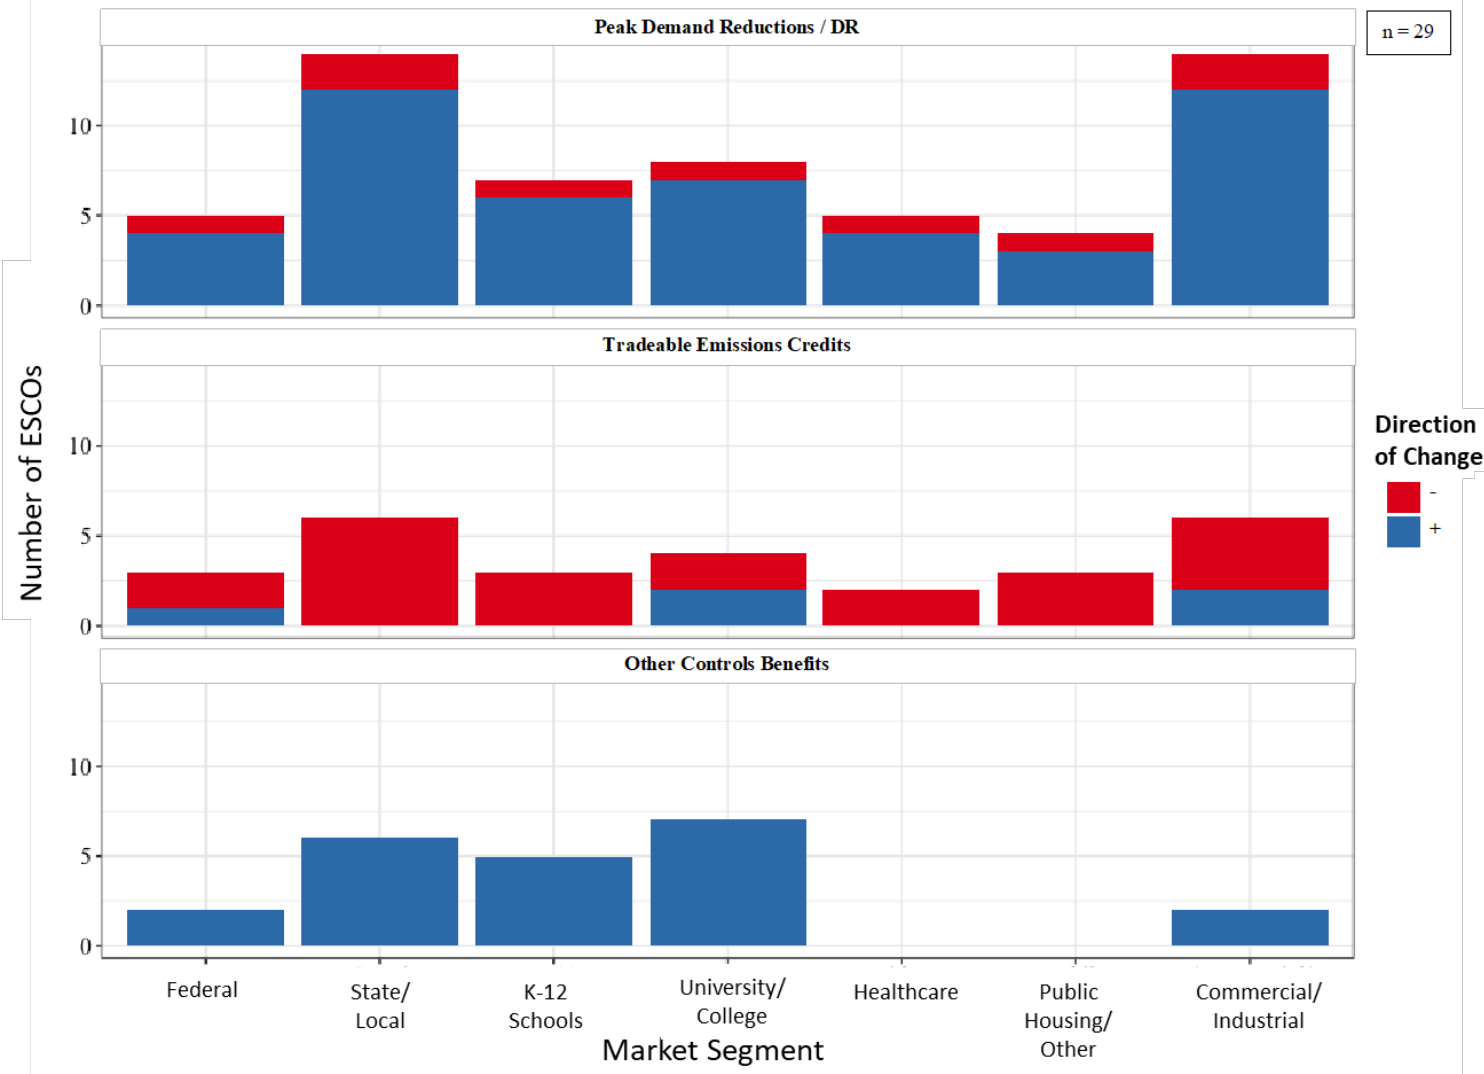 Peak Demand Reductions / DR
n = 29
10
5
0
Tradeable Emissions Credits
10
5
0
Number of ESCOs
Direction
of Change
-
+
Other Controls Benefits
10
5
0
Federal
State/
Local
K-12
Schools
University/
College
Healthcare
Public
Housing/
Other
Commercial/
Industrial
Market Segment